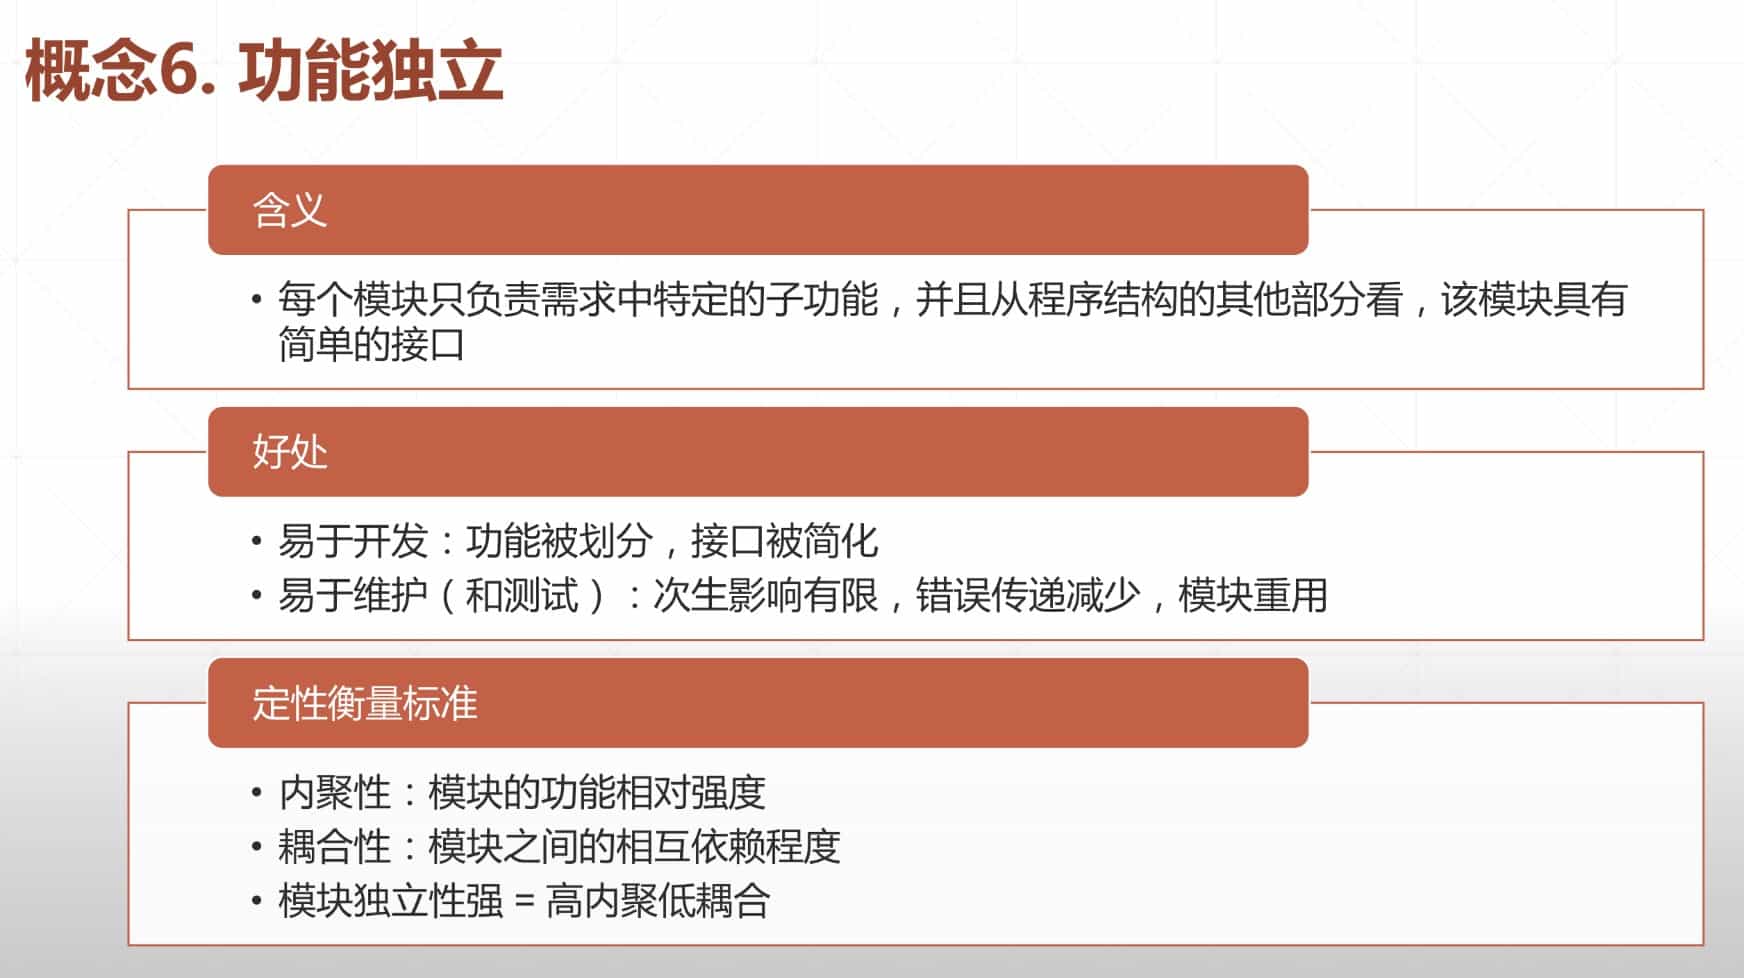 概念6. 功能独立
含义
• 每个模块只负责需求中特定的子功能，并且从程序结构的其他部分看，该模块具有
简单的接口
好处
• 易于开发：功能被划分，接口被简化
• 易于维护（和测试）：次生影响有限，错误传递减少，模块重用
定性衡量标准
• 内聚性：模块的功能相对强度
• 耦合性：模块之间的相互依赖程度
• 模块独立性强 = 高内聚低耦合